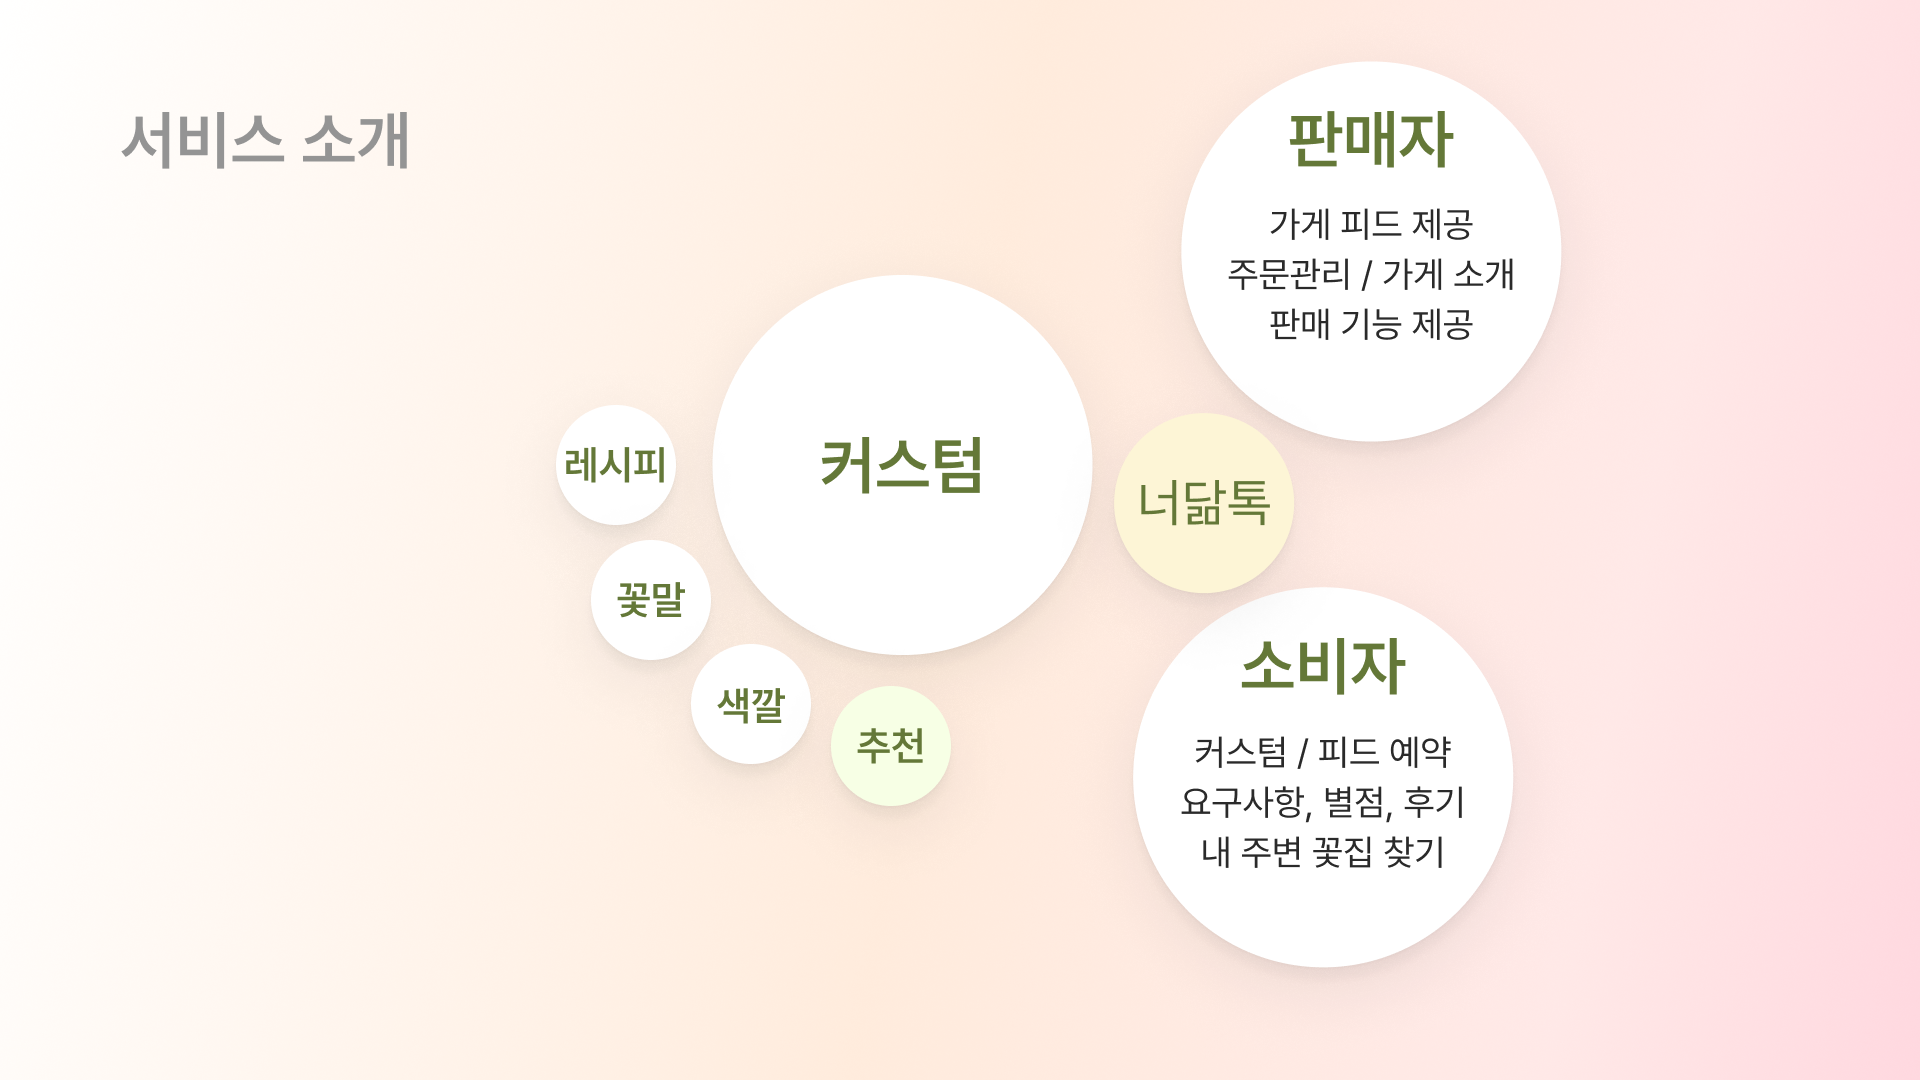 서비스 소개
판매자
가게 피드 제공
주문관리 / 가게 소개
판매 기능 제공
커스텀
레시피
꽃말
색깔
추천
너닮톡
소비자
커스텀 / 피드 예약
요구사항, 별점, 후기
내 주변 꽃집 찾기